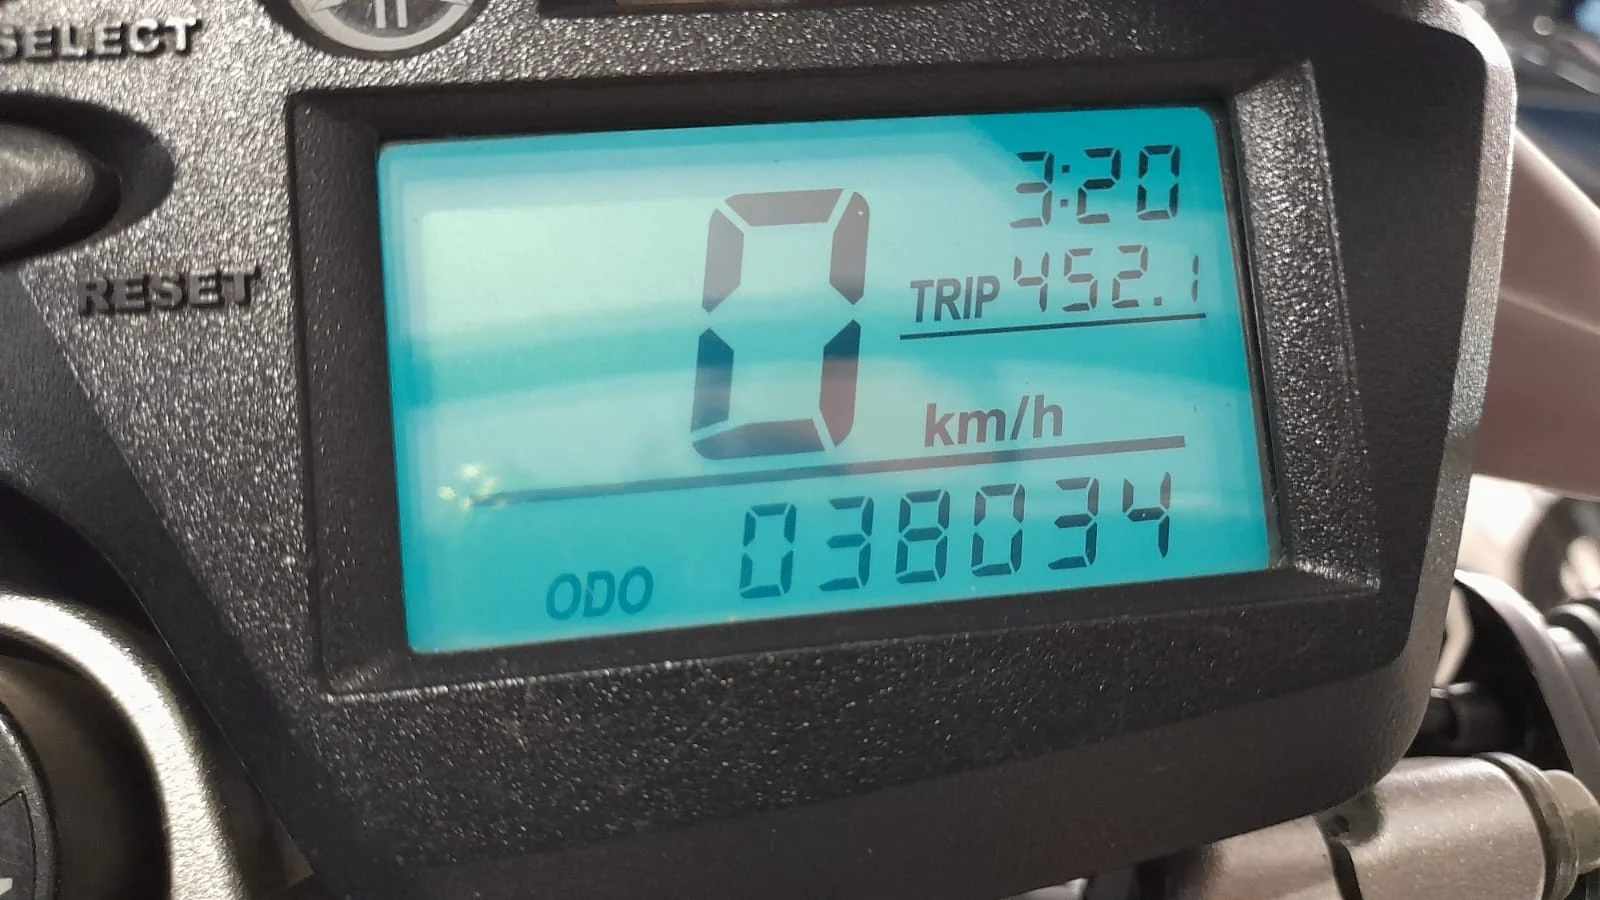 SELECT
RESET
3:20
TRIP 452.1
0
km/h
ODO 038034